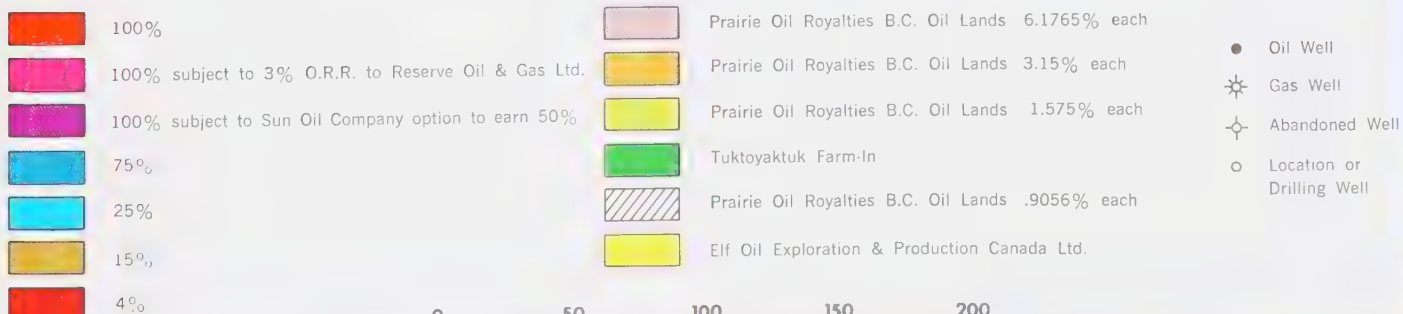 100%
100% subject to 3% O.R.R. to Reserve Oil & Gas Ltd.
100% subject to Sun Oil Company option to earn 50%
75%
25%
15%
4%
Prairie Oil Royalties B.C. Oil Lands 6.1765% each
Prairie Oil Royalties B.C. Oil Lands 3.15% each
Prairie Oil Royalties B.C. Oil Lands 1.575% each
Tuktoyaktuk Farm-In
Prairie Oil Royalties B.C. Oil Lands .9056% each
Elf Oil Exploration & Production Canada Ltd.
Oil Well
Gas Well
Abandoned Well
Location or
Drilling Well
0 50 100 150 200